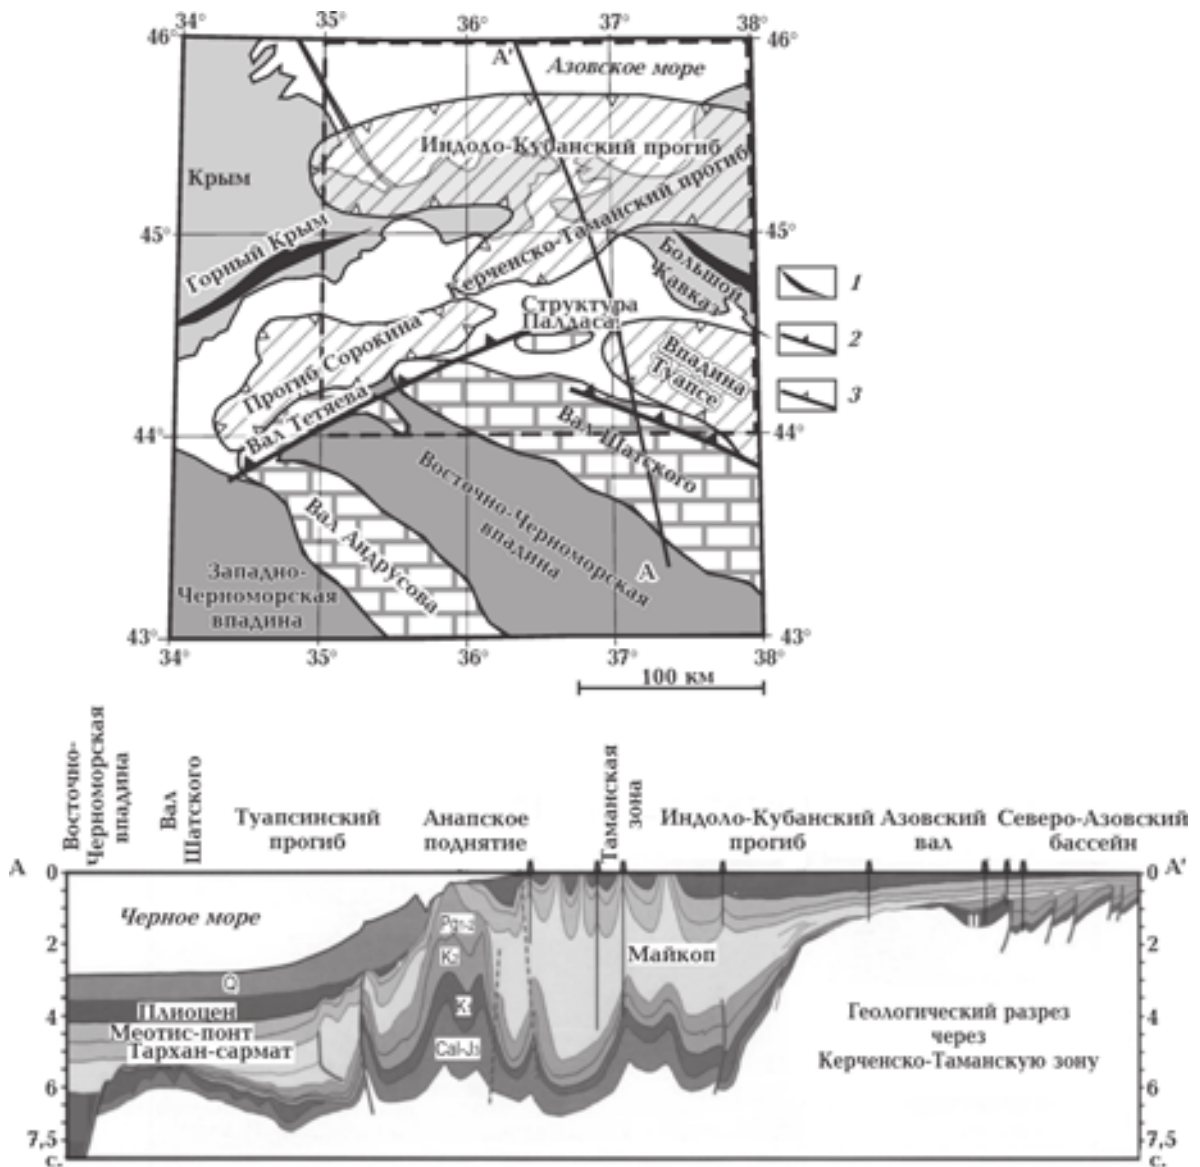 34° 35° 36° 37° 38°
46° 46°
А'
Азовское море
Индоло-Кубанский прогиб
Крым
Керченско-Таманский прогиб
45° 45°
Горный Крым
Большой
Кавказ
1
Структура
Палласа
2
Прогиб Сорокина
Впадина
Туапсе
3
Вал Тетяева
44° 44°
Вал Шатского
Восточно-Черноморская
впадина
Вал Андрусова
А
Западно-
Черноморская
впадина
43° 43°
34° 35° 36° 37° 38°
100 км
Восточно-
Черноморская
впадина
Вал
Шатского
Туапсинский
прогиб
Анапское
поднятие
Таманская
зона
Индоло-Кубанский
прогиб
Азовский
вал
Северо-Азовский
бассейн
А А'
0 0
Черное море
Pg1-2
2 2
K2
Майкоп
Q
Плиоцен
4 4
K
Геологический разрез
через
Керченско-Таманскую зону
Меотис-понт
Тархан-сармат
Cal-J3
6 6
7,5 7,5
с. с.